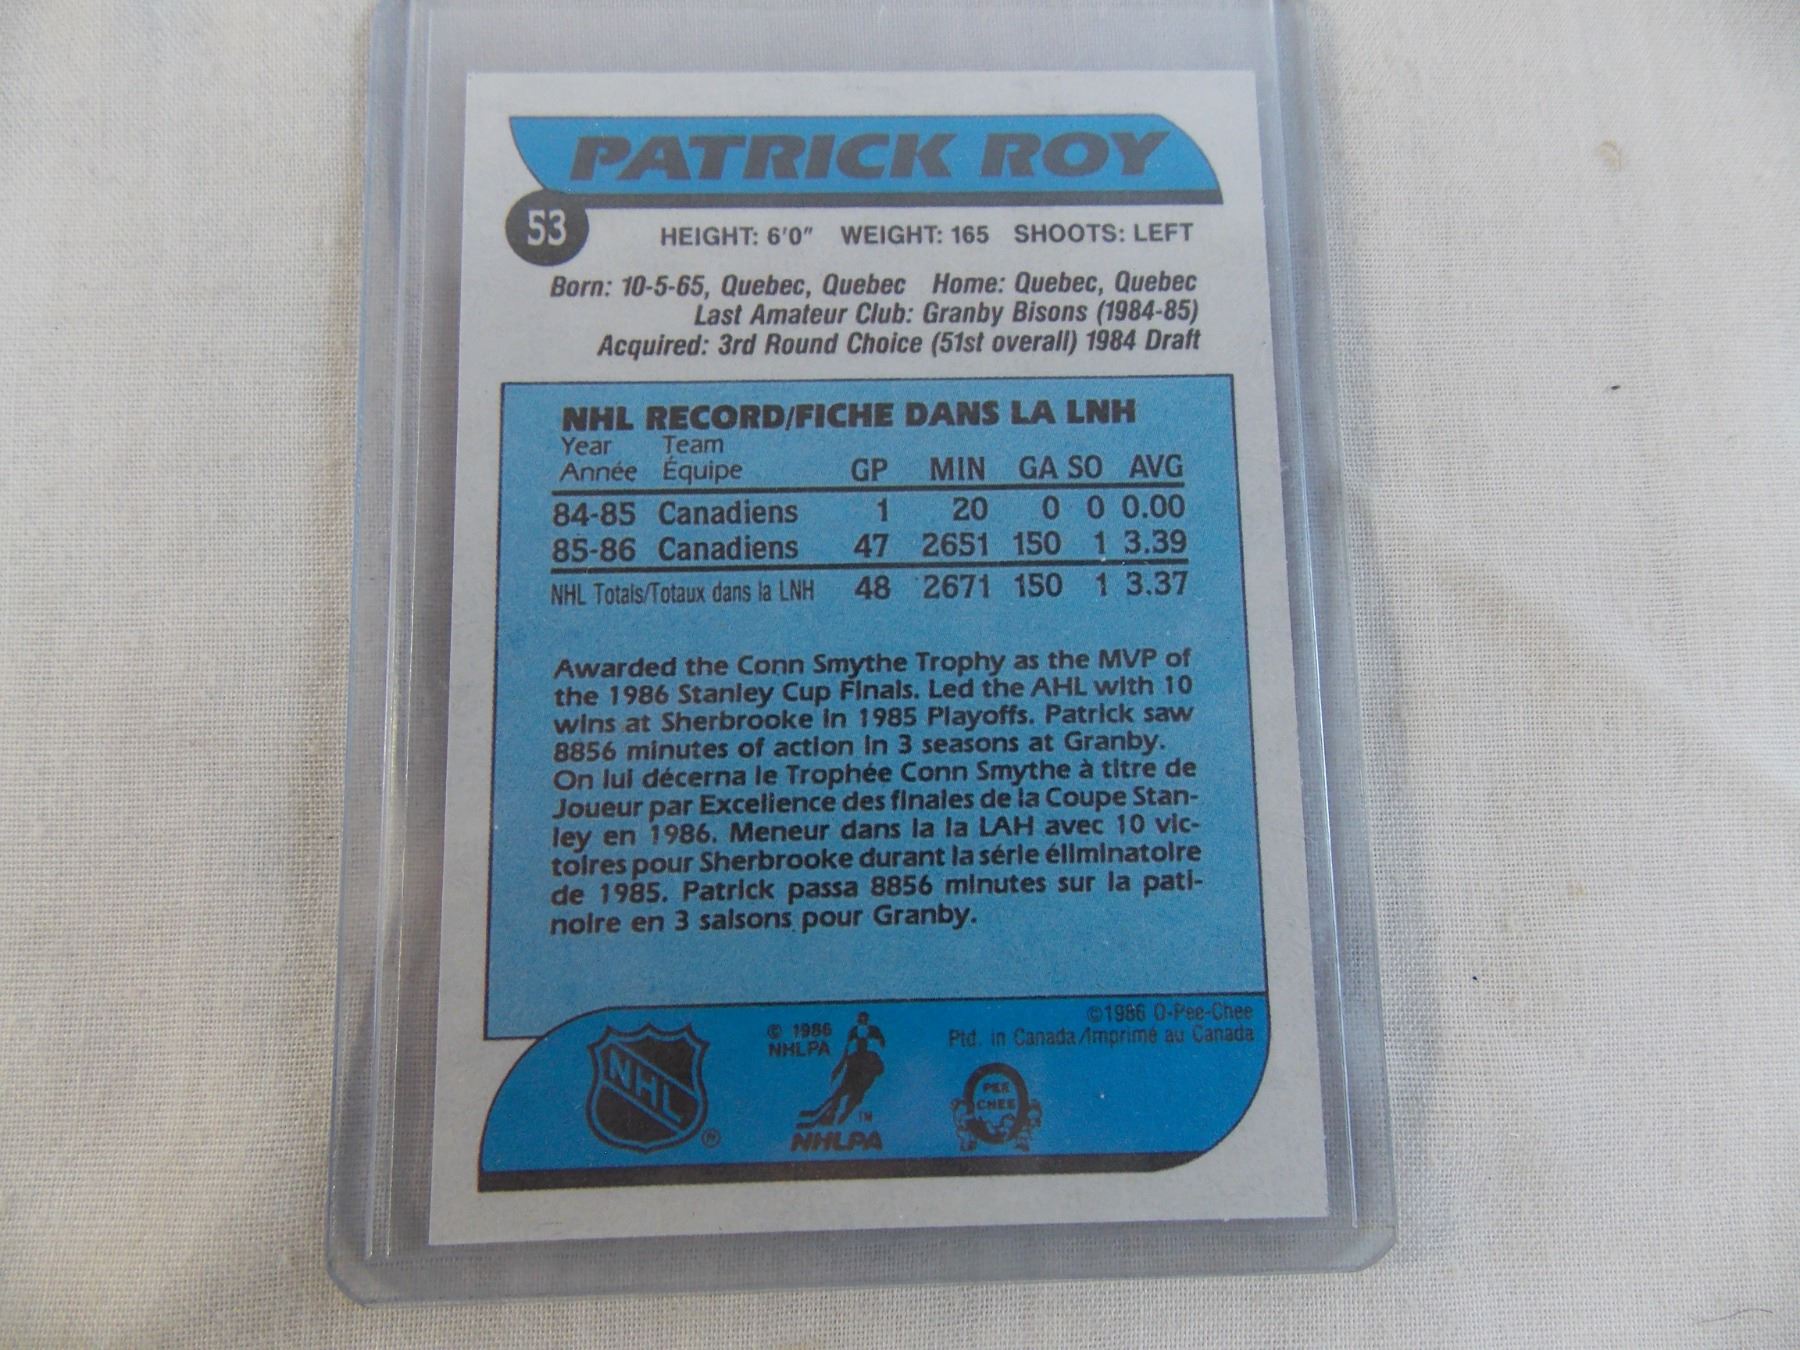 PATRICK ROY
53
HEIGHT: 6'0" WEIGHT: 165 SHOOTS: LEFT
Born: 10-5-65, Quebec, Quebec Home: Quebec, Quebec
Last Amateur Club: Granby Bisons (1984-85)
Acquired: 3rd Round Choice (51st overall) 1984 Draft
NHL RECORD/FICHE DANS LA LNH
Year Team
Année Équipe GP MIN GA SO AVG
84-85 Canadiens 1 20 0 0 0.00
85-86 Canadiens 47 2651 150 1 3.39
NHL Totals/Totaux dans la LNH 48 2671 150 1 3.37
Awarded the Conn Smythe Trophy as the MVP of
the 1986 Stanley Cup Finals. Led the AHL with 10
wins at Sherbrooke in 1985 Playoffs. Patrick saw
8856 minutes of action in 3 seasons at Granby.
On lui décerna le Trophée Conn Smythe à titre de
Joueur par Excellence des finales de la Coupe Stan-
ley en 1986. Meneur dans la la LAH avec 10 vic-
toires pour Sherbrooke durant la série éliminatoire
de 1985. Patrick passa 8856 minutes sur la pati-
noire en 3 saisons pour Granby.
©1986 O-Pee-Chee
Ptd. in Canada/Imprimé au Canada
© 1986
NHLPA
NHL
®
TM
NHLPA
PEE
CHEE